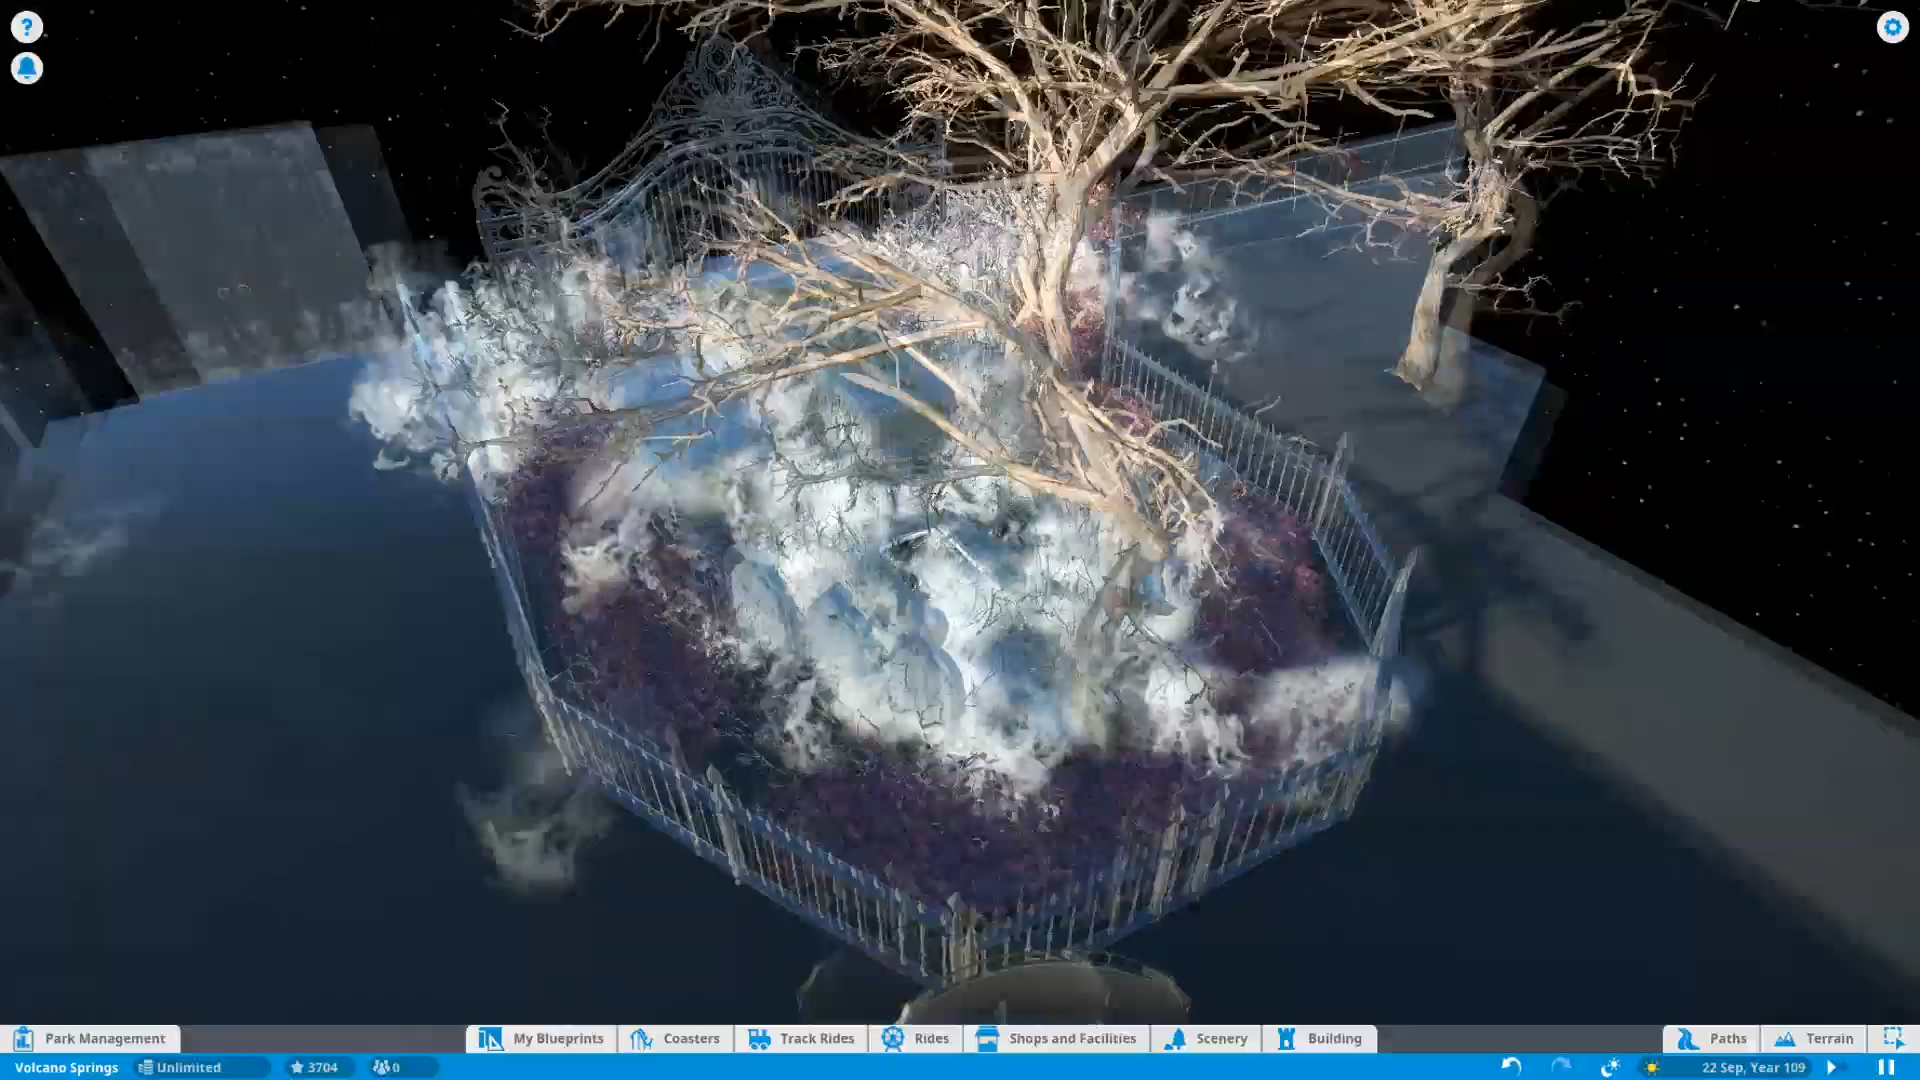 ?
Park Management
My Blueprints
Coasters
Track Rides
Rides
Shops and Facilities
Scenery
Building
Paths
Terrain
Volcano Springs
Unlimited
3704
0
22 Sep, Year 109